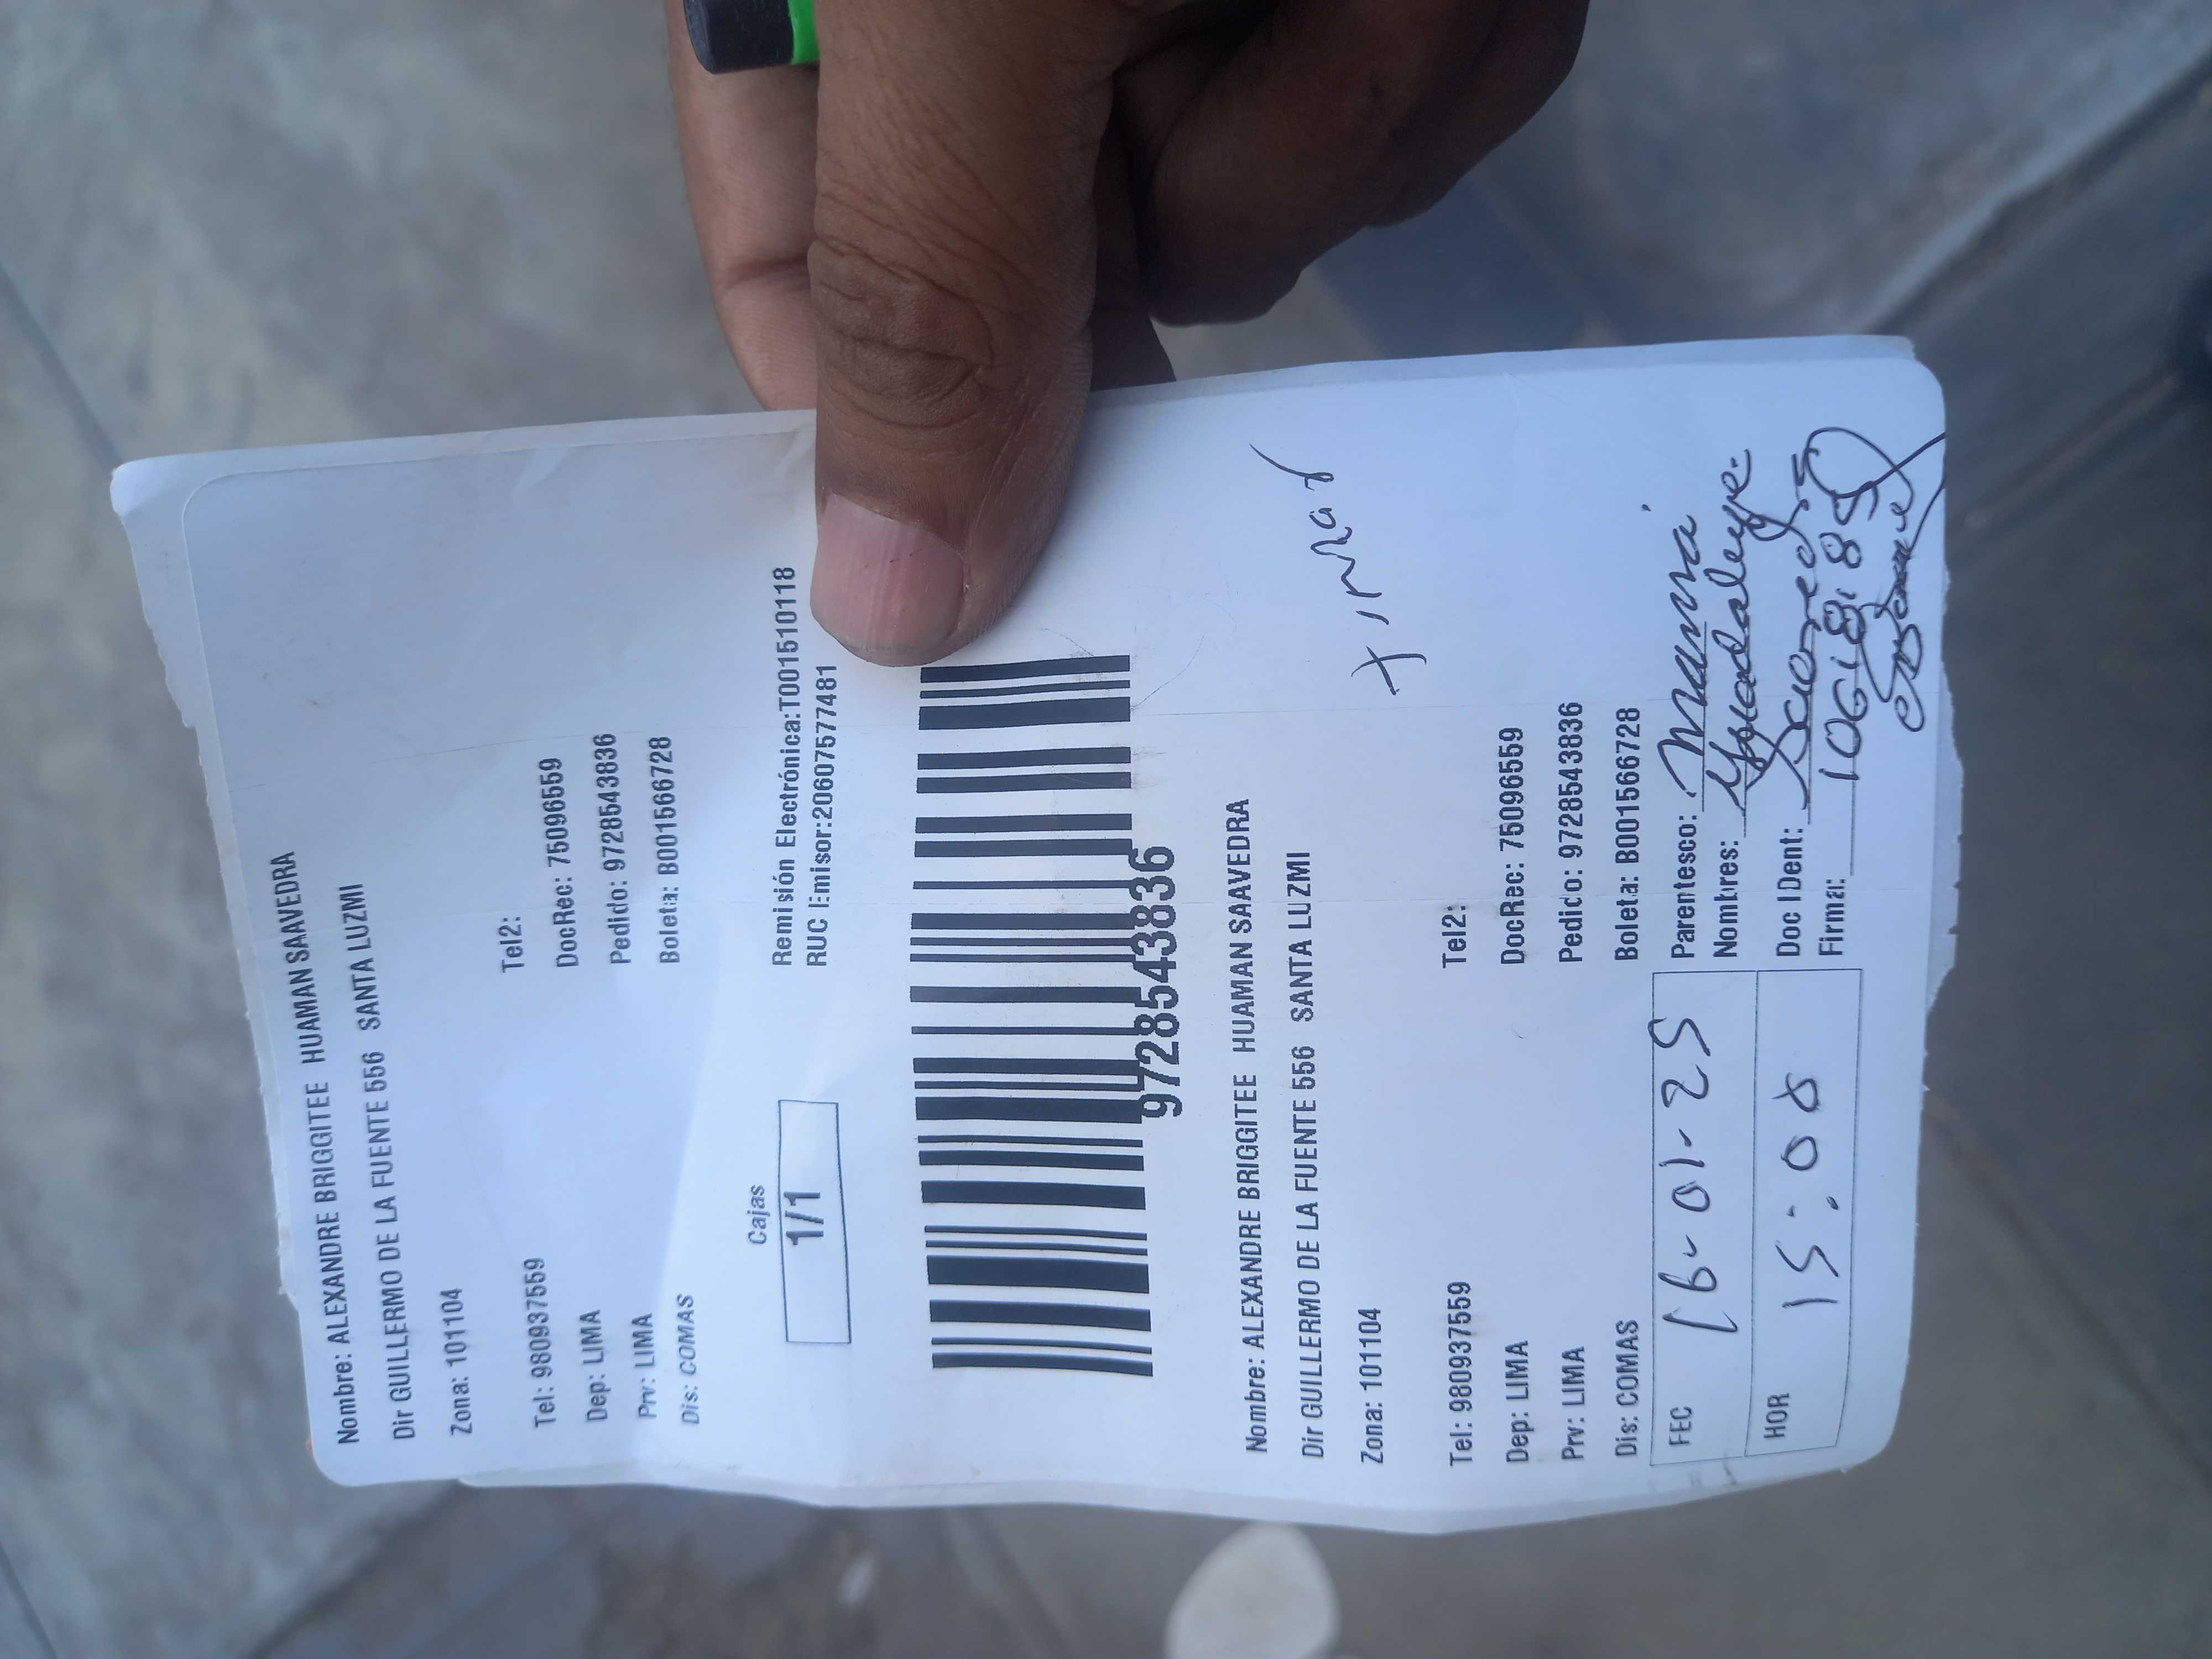 Nombre: ALEXANDRE BRIGGITEE HUAMAN SAAVEDRA
Dir GUILLERMO DE LA FUENTE 556 SANTA LUZMI
Zona: 101104
Tel: 980937559 Tel2:
Dep: LIMA DocRec: 75096559
Prv: LIMA Pedido: 9728543836
Dis: COMAS Boleta: B001566728
Cajas
1/1
Remisión Electrónica:T001510118
RUC Emisor:20607577481
9728543836
Nombre: ALEXANDRE BRIGGITEE HUAMAN SAAVEDRA
Dir GUILLERMO DE LA FUENTE 556 SANTA LUZMI
Zona: 101104
Tel: 980937559 Tel2:
Dep: LIMA DocRec: 75096559
Prv: LIMA Pedido: 9728543836
Dis: COMAS Boleta: B001566728
FEC 16-01-25 Parentesco: Mamá
Nombres:
HOR 15:08 Doc IDent:
Firma: